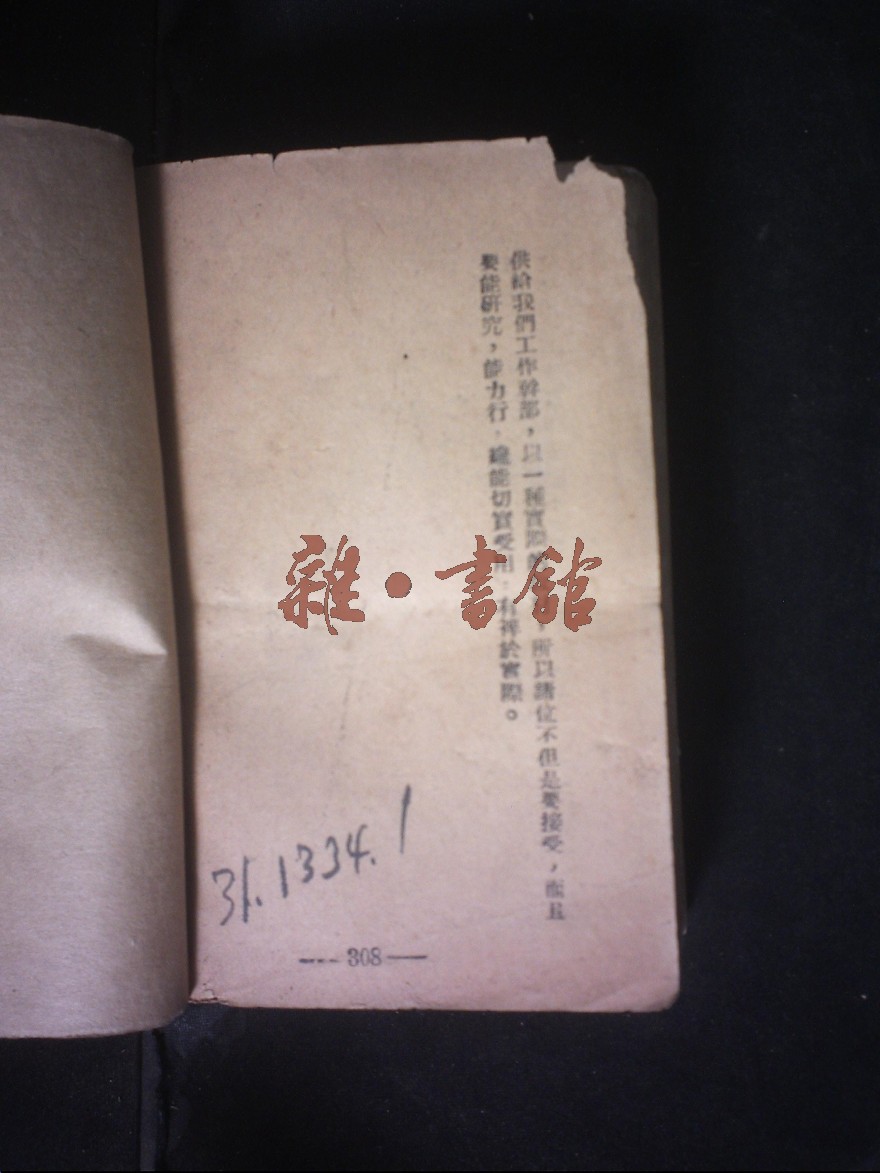 供給我們工作幹部，以一種實際，所以諸位不但是要接受，而且
要能研究，能力行，纔能切實受用，有裨於實際。
雜·書館
31.1334.1
— 308 —